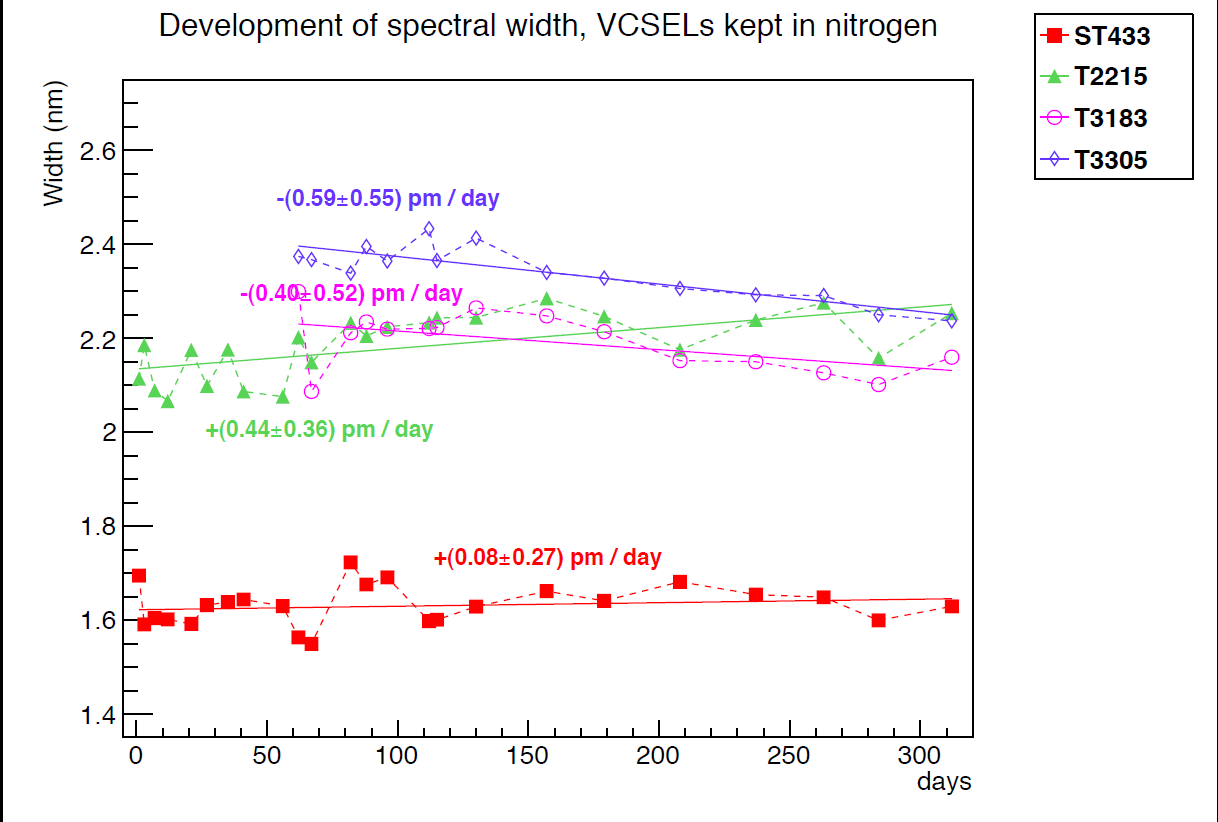 Development of spectral width, VCSELs kept in nitrogen
ST433
T2215
T3183
T3305
Width (nm)
2.6
2.4
2.2
2
1.8
1.6
1.4
-(0.59±0.55) pm / day
-(0.40±0.52) pm / day
+(0.44±0.36) pm / day
+(0.08±0.27) pm / day
0 50 100 150 200 250 300
days